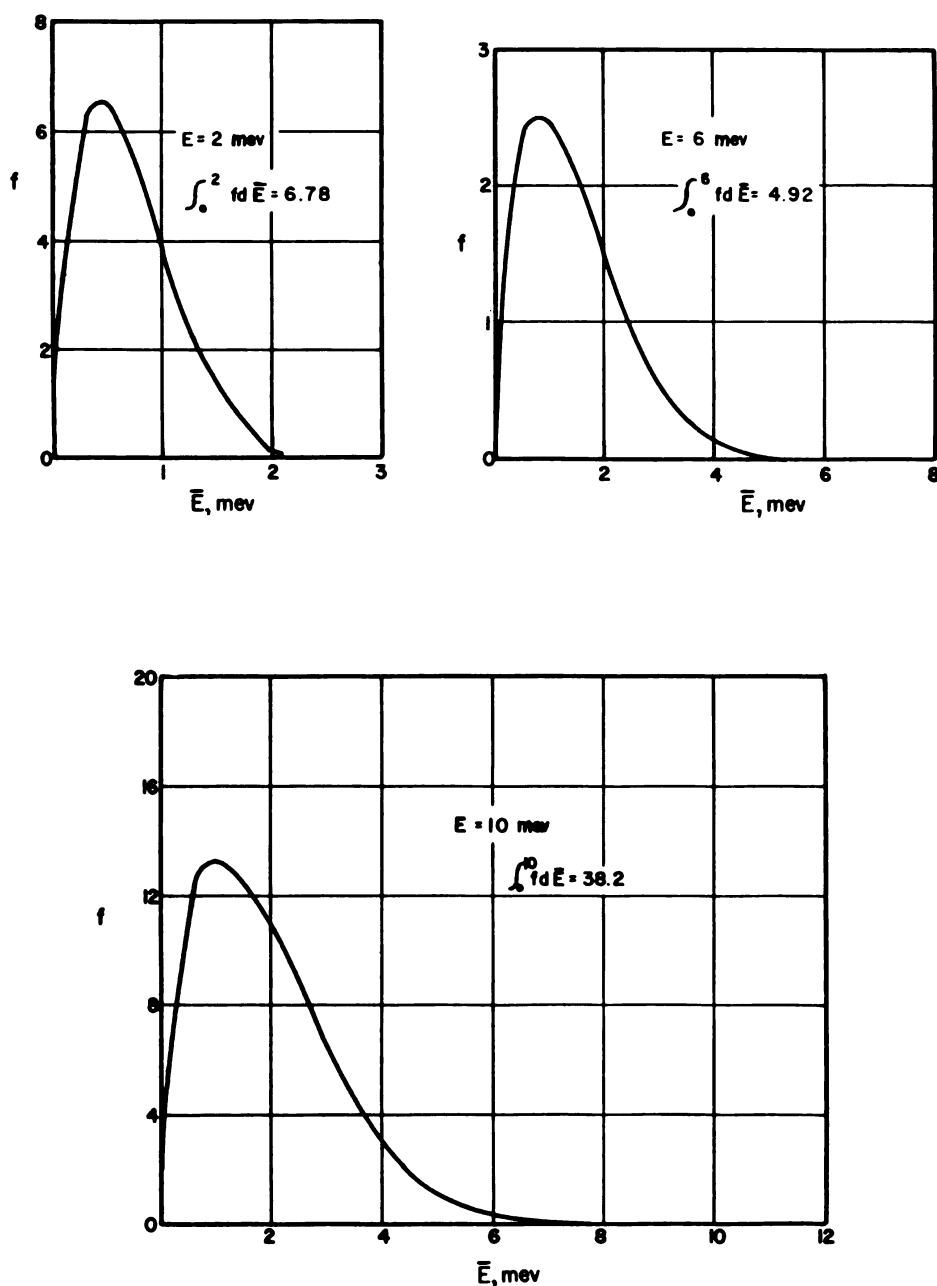 8
6
4
2
0
f
E = 2 mev
∫₀² fd Ē = 6.78
1
2
3
Ē, mev
3
2
1
0
f
E = 6 mev
∫₀⁶ fd Ē = 4.92
2
4
6
8
Ē, mev
20
16
12
8
4
0
f
E = 10 mev
∫₀¹⁰ fd Ē = 38.2
2
4
6
8
10
12
Ē, mev